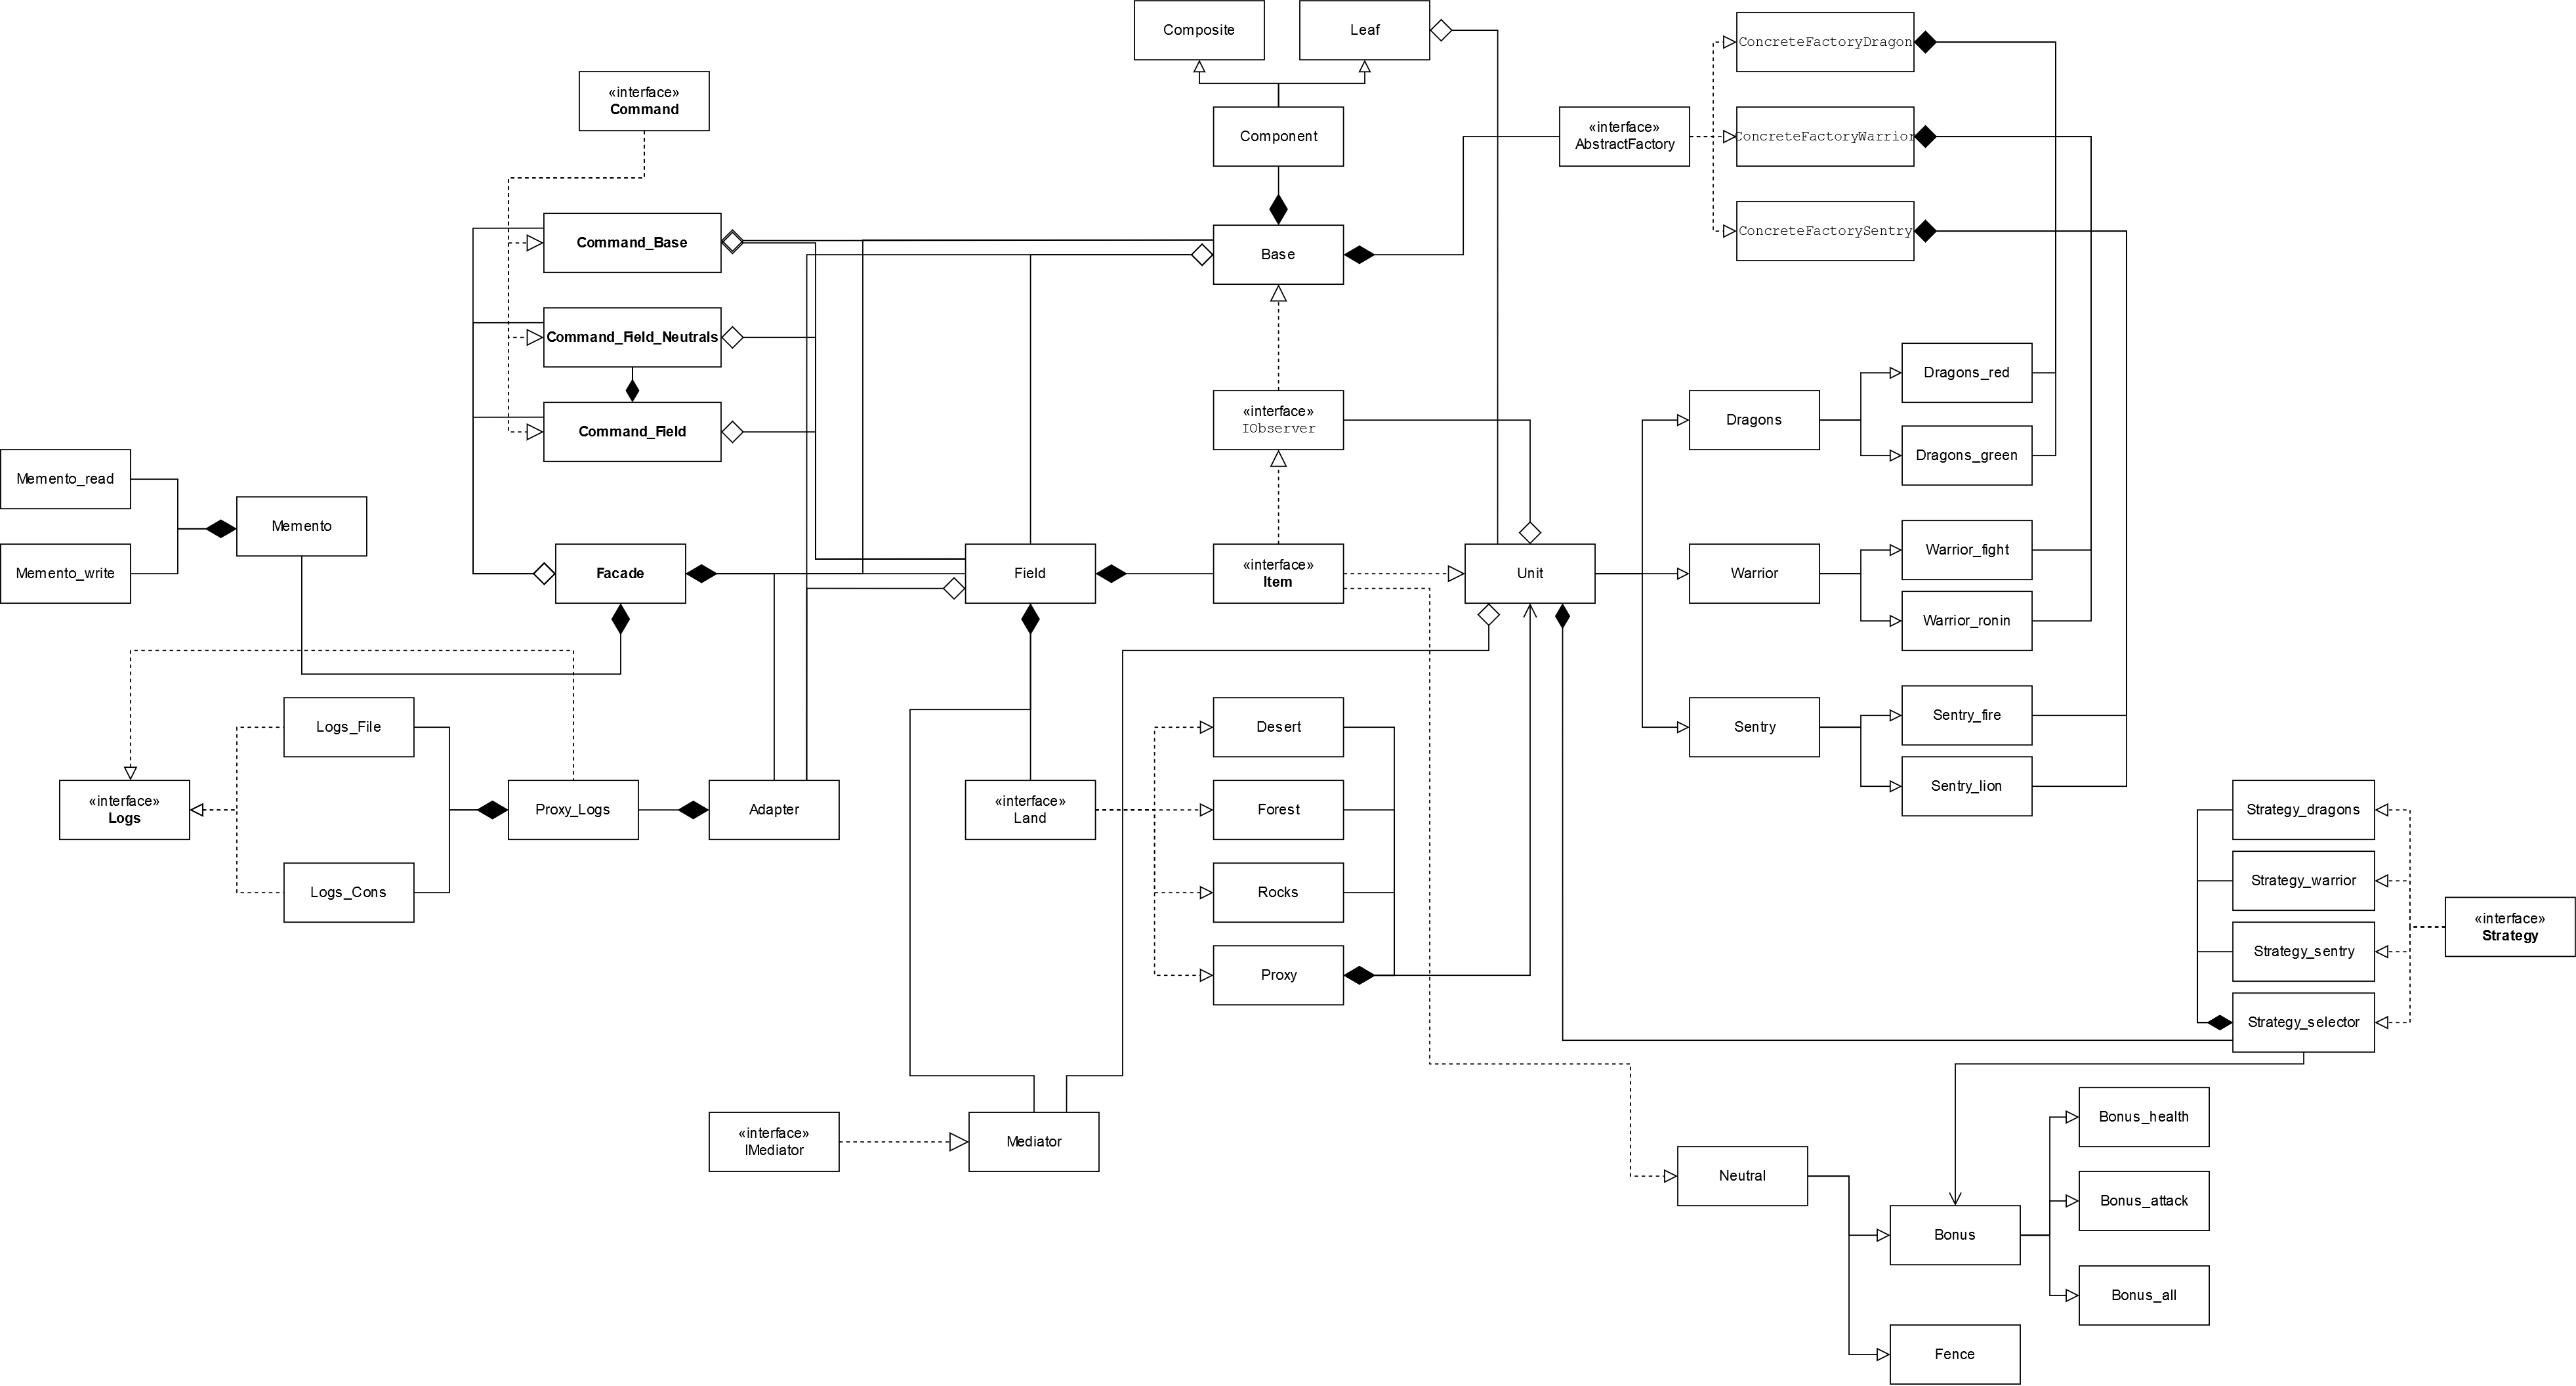 Composite
Leaf
ConcreteFactoryDragon
«interface»
Command
Component
«interface»
AbstractFactory
ConcreteFactoryWarrior
ConcreteFactorySentry
Command_Base
Base
Command_Field_Neutrals
Command_Field
«interface»
IObserver
Dragons
Dragons_red
Dragons_green
Memento_read
Memento
Memento_write
Facade
Field
«interface»
Item
Unit
Warrior
Warrior_fight
Warrior_ronin
Logs_File
Desert
Sentry
Sentry_fire
Sentry_lion
«interface»
Logs
Proxy_Logs
Adapter
«interface»
Land
Forest
Logs_Cons
Rocks
Proxy
Strategy_dragons
Strategy_warrior
Strategy_sentry
Strategy_selector
«interface»
Strategy
«interface»
IMediator
Mediator
Neutral
Bonus
Bonus_health
Bonus_attack
Bonus_all
Fence